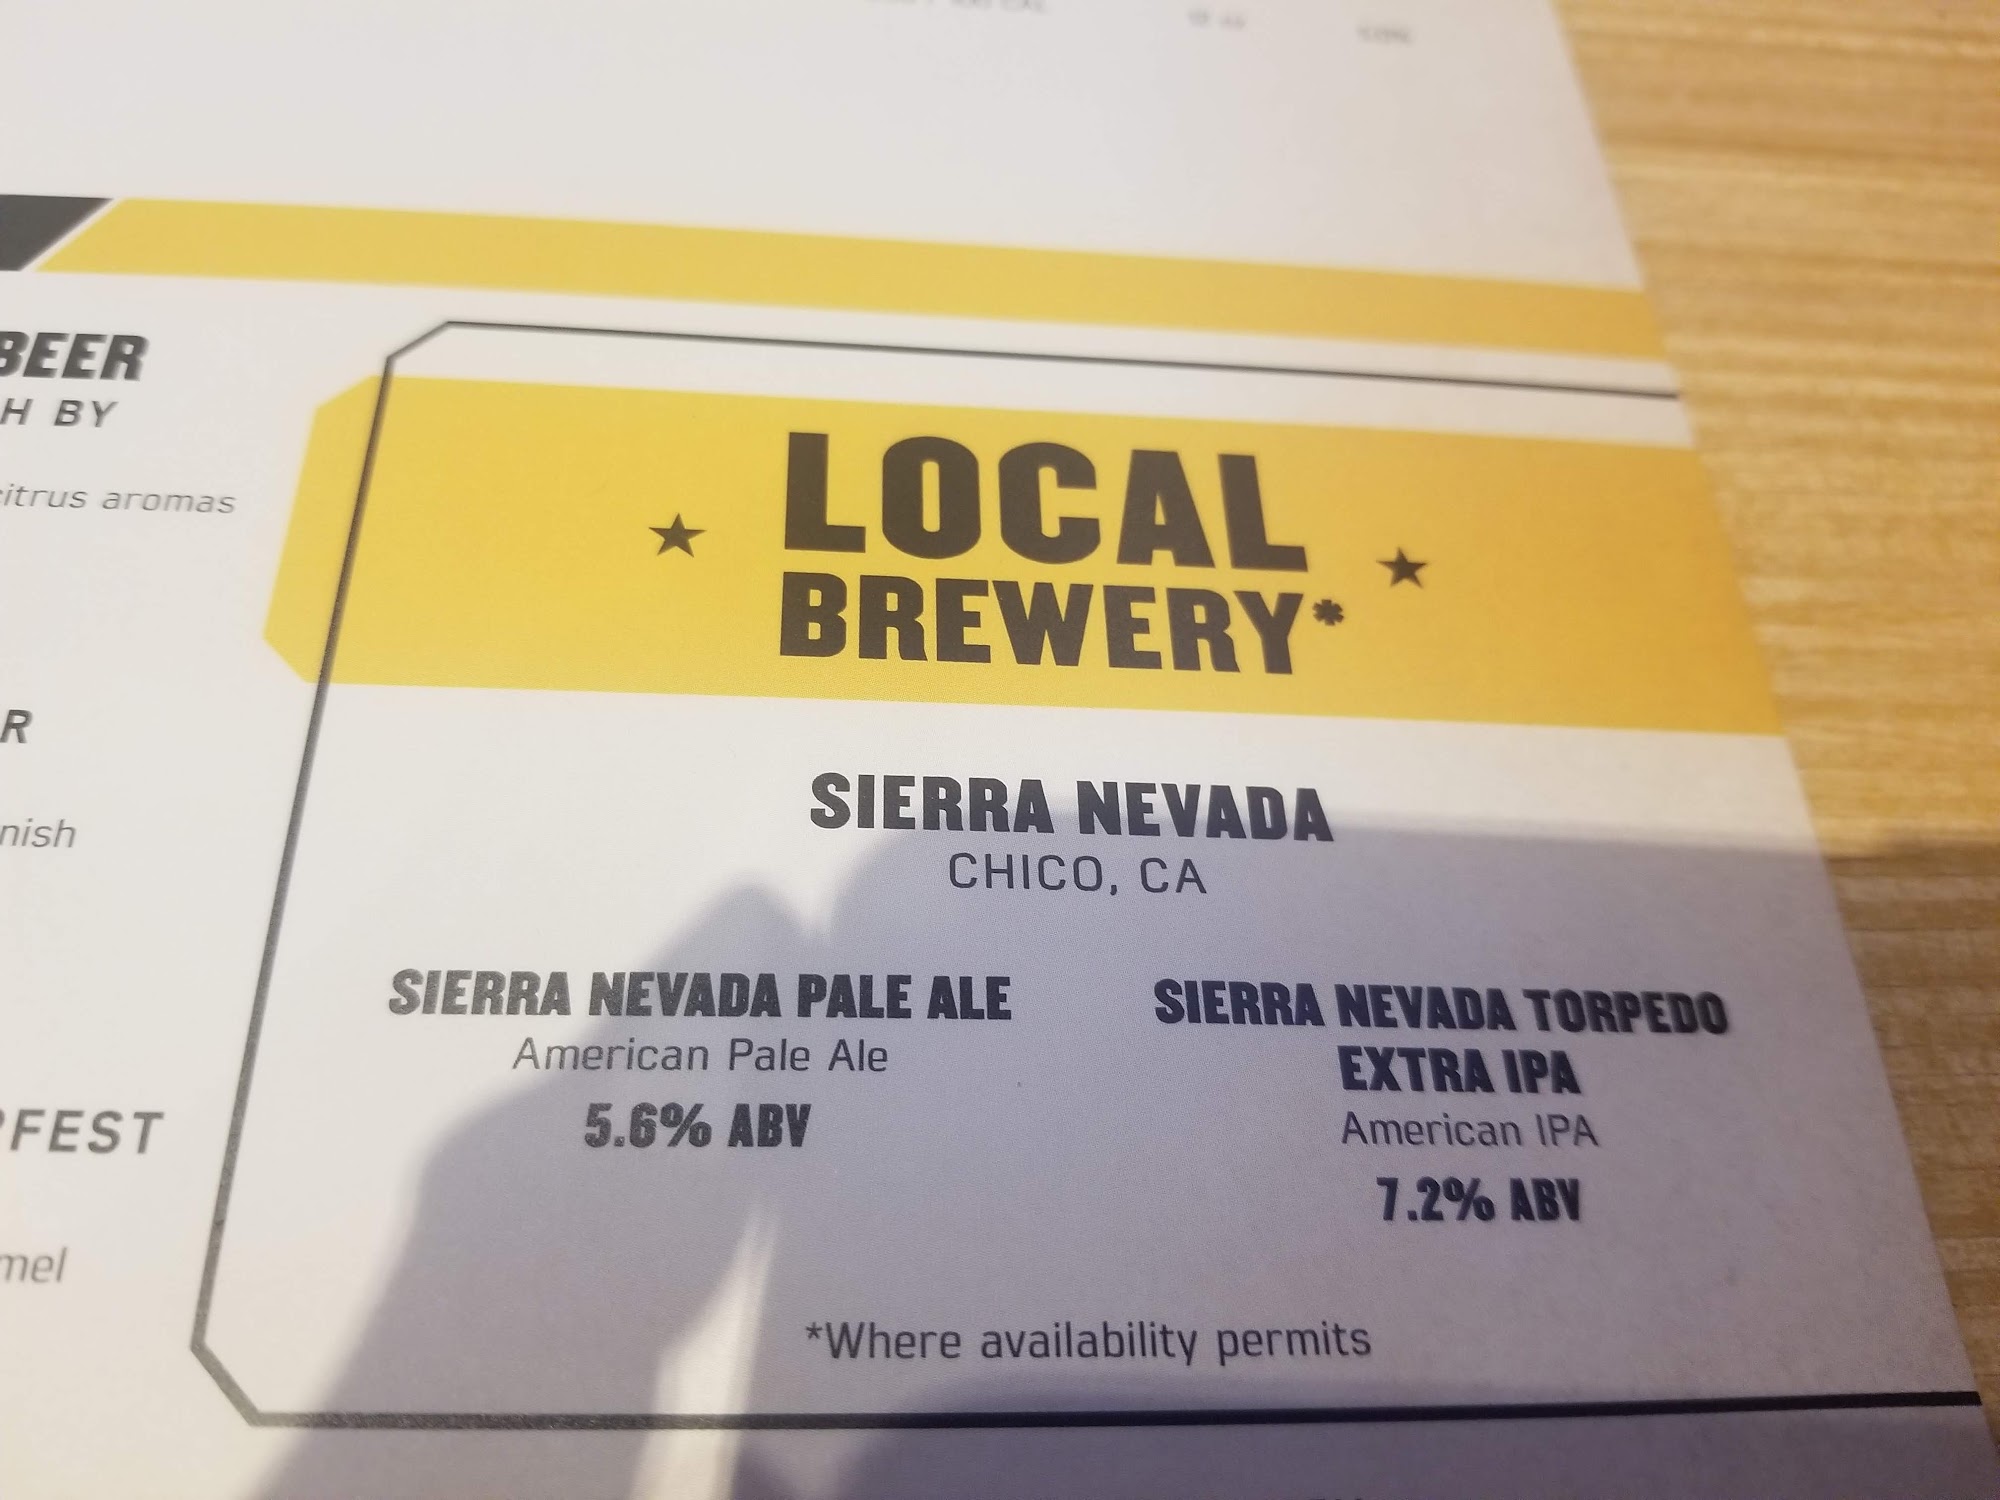 BEER
H BY
citrus aromas
R
nish
FEST
mel
LOCAL
BREWERY*
SIERRA NEVADA
CHICO, CA
SIERRA NEVADA PALE ALE
American Pale Ale
5.6% ABV
SIERRA NEVADA TORPEDO
EXTRA IPA
American IPA
7.2% ABV
*Where availability permits